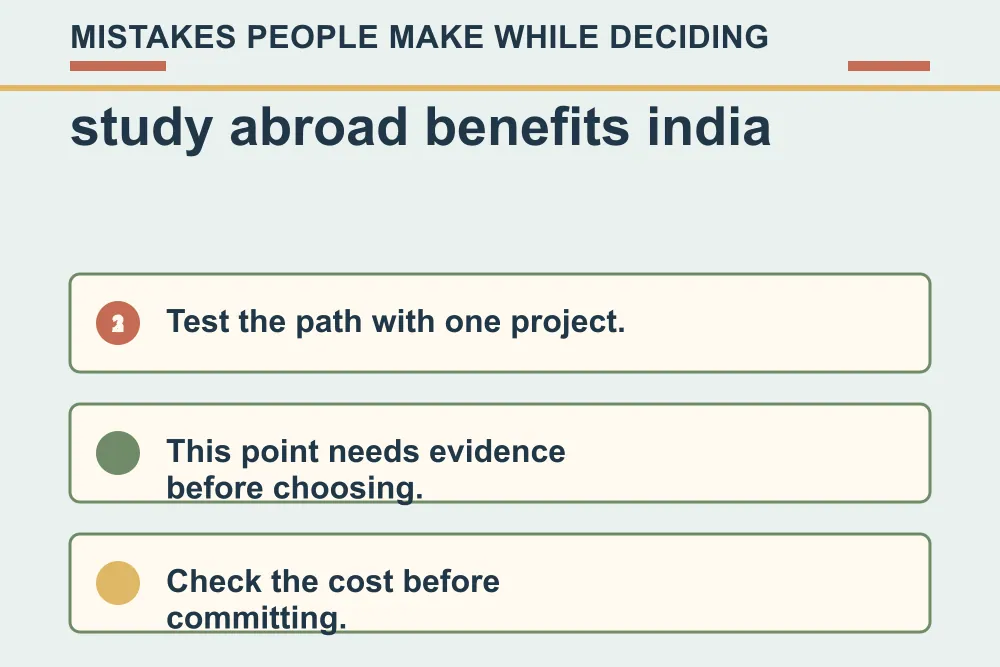 MISTAKES PEOPLE MAKE WHILE DECIDING
study abroad benefits india
Test the path with one project.
This point needs evidence
before choosing.
Check the cost before
committing.